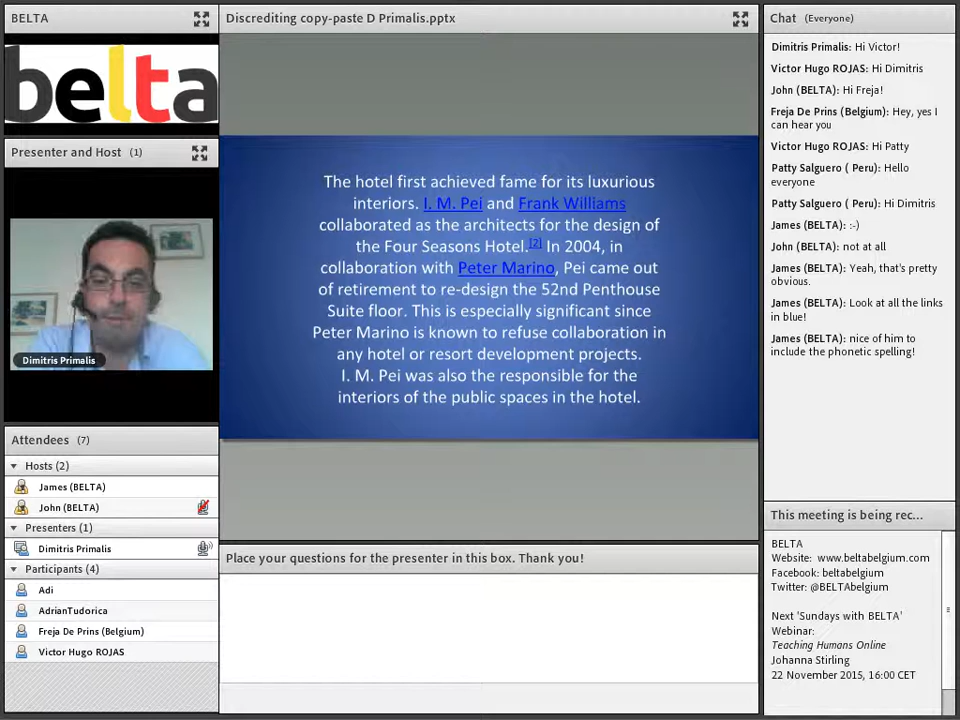 BELTA
belta
Presenter and Host (1)
Dimitris Primalis
Attendees (7)
Hosts (2)
James (BELTA)
John (BELTA)
Presenters (1)
Dimitris Primalis
Participants (4)
Adi
AdrianTudorica
Freja De Prins (Belgium)
Victor Hugo ROJAS
Discrediting copy-paste D Primalis.pptx
The hotel first achieved fame for its luxurious
interiors. I. M. Pei and Frank Williams
collaborated as the architects for the design of
the Four Seasons Hotel.[2] In 2004, in
collaboration with Peter Marino, Pei came out
of retirement to re-design the 52nd Penthouse
Suite floor. This is especially significant since
Peter Marino is known to refuse collaboration in
any hotel or resort development projects.
I. M. Pei was also the responsible for the
interiors of the public spaces in the hotel.
Place your questions for the presenter in this box. Thank you!
Chat (Everyone)
Dimitris Primalis: Hi Victor!
Victor Hugo ROJAS: Hi Dimitris
John (BELTA): Hi Freja!
Freja De Prins (Belgium): Hey, yes I
can hear you
Victor Hugo ROJAS: Hi Patty
Patty Salguero ( Peru): Hello
everyone
Patty Salguero ( Peru): Hi Dimitris
James (BELTA): :-)
John (BELTA): not at all
James (BELTA): Yeah, that's pretty
obvious.
James (BELTA): Look at all the links
in blue!
James (BELTA): nice of him to
include the phonetic spelling!
This meeting is being rec...
BELTA
Website: www.beltabelgium.com
Facebook: beltabelgium
Twitter: @BELTAbelgium
Next 'Sundays with BELTA'
Webinar:
Teaching Humans Online
Johanna Stirling
22 November 2015, 16:00 CET